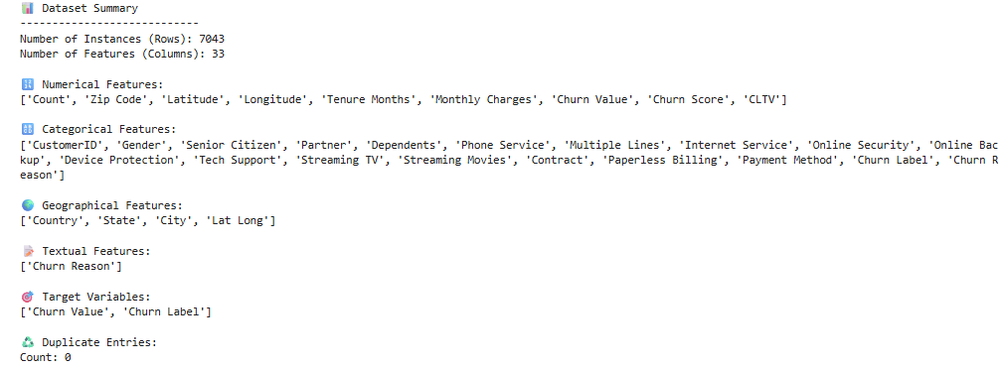 📊 Dataset Summary
---------------------------
Number of Instances (Rows): 7043
Number of Features (Columns): 33
🔢 Numerical Features:
['Count', 'Zip Code', 'Latitude', 'Longitude', 'Tenure Months', 'Monthly Charges', 'Churn Value', 'Churn Score', 'CLTV']
🔠 Categorical Features:
['CustomerID', 'Gender', 'Senior Citizen', 'Partner', 'Dependents', 'Phone Service', 'Multiple Lines', 'Internet Service', 'Online Security', 'Online Bac
kup', 'Device Protection', 'Tech Support', 'Streaming TV', 'Streaming Movies', 'Contract', 'Paperless Billing', 'Payment Method', 'Churn Label', 'Churn R
eason']
🌍 Geographical Features:
['Country', 'State', 'City', 'Lat Long']
📝 Textual Features:
['Churn Reason']
🎯 Target Variables:
['Churn Value', 'Churn Label']
♻️ Duplicate Entries:
Count: 0